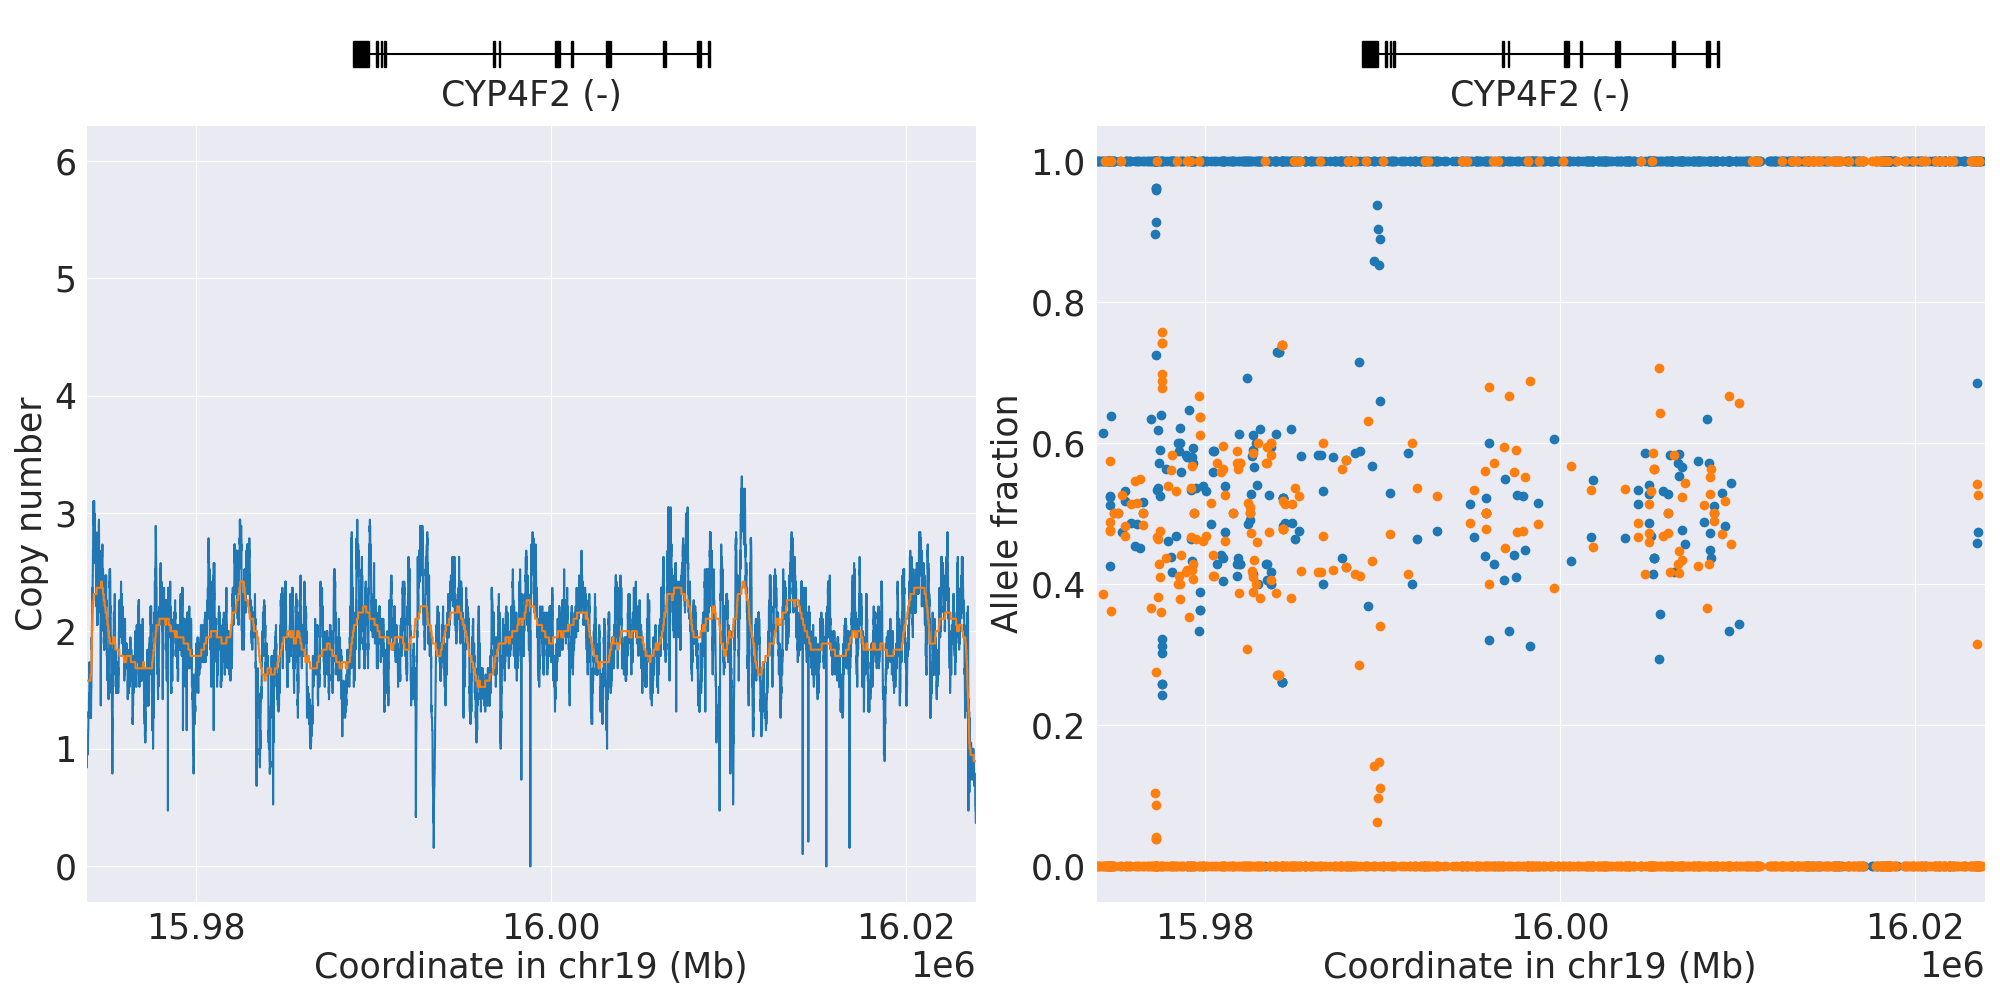 CYP4F2 (-)
Copy number
6
5
4
3
2
1
0
15.98
16.00
16.02
Coordinate in chr19 (Mb)
1e6
CYP4F2 (-)
Allele fraction
1.0
0.8
0.6
0.4
0.2
0.0
15.98
16.00
16.02
Coordinate in chr19 (Mb)
1e6